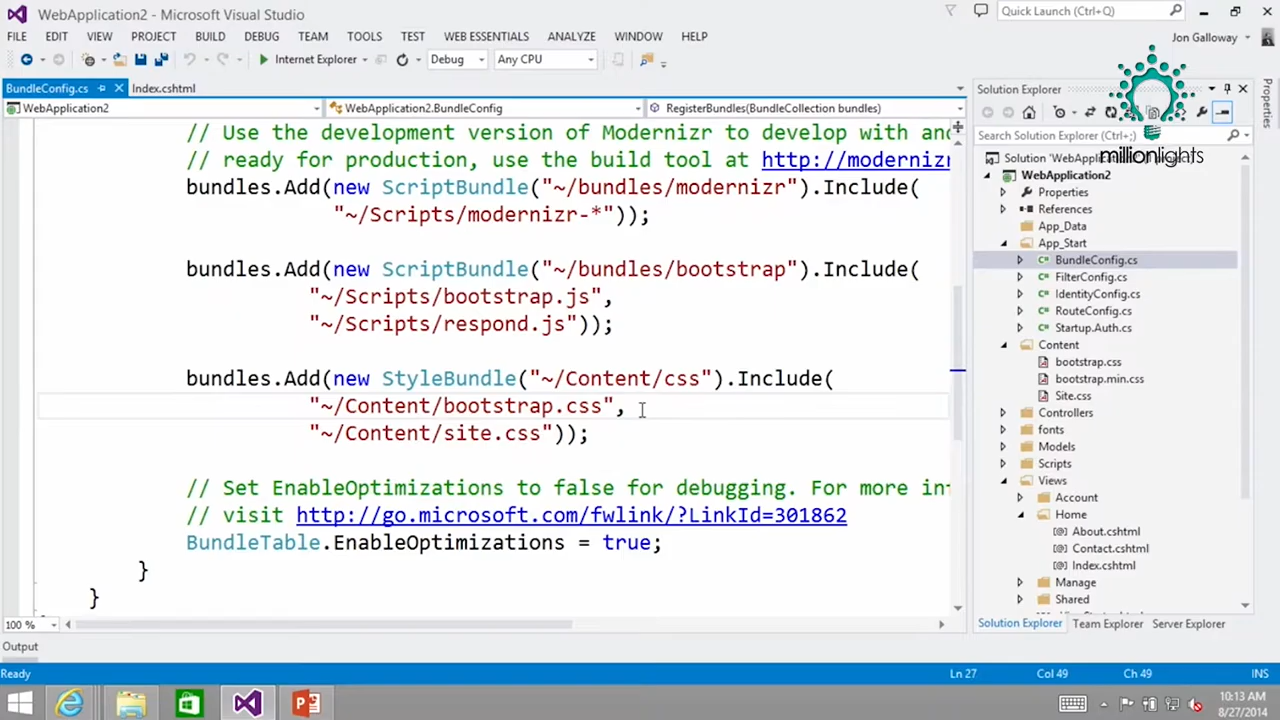 WebApplication2 - Microsoft Visual Studio
Quick Launch (Ctrl+Q)
FILE EDIT VIEW PROJECT BUILD DEBUG TEAM TOOLS TEST WEB ESSENTIALS ANALYZE WINDOW HELP
Jon Galloway
Internet Explorer Debug Any CPU
BundleConfig.cs Index.cshtml
WebApplication2 WebApplication2.BundleConfig RegisterBundles(BundleCollection bundles)
// Use the development version of Modernizr to develop with and
// ready for production, use the build tool at http://modernizr
bundles.Add(new ScriptBundle("~/bundles/modernizr").Include(
"~/Scripts/modernizr-*"));
bundles.Add(new ScriptBundle("~/bundles/bootstrap").Include(
"~/Scripts/bootstrap.js",
"~/Scripts/respond.js"));
bundles.Add(new StyleBundle("~/Content/css").Include(
"~/Content/bootstrap.css",
"~/Content/site.css"));
// Set EnableOptimizations to false for debugging. For more inf
// visit http://go.microsoft.com/fwlink/?LinkId=301862
BundleTable.EnableOptimizations = true;
}
}
100 %
Output
Solution Explorer
Properties
Search Solution Explorer (Ctrl+;)
millionlights
Solution 'WebAppl
WebApplication2
Properties
References
App_Data
App_Start
BundleConfig.cs
FilterConfig.cs
IdentityConfig.cs
RouteConfig.cs
Startup.Auth.cs
Content
bootstrap.css
bootstrap.min.css
Site.css
Controllers
fonts
Models
Scripts
Views
Account
Home
About.cshtml
Contact.cshtml
Index.cshtml
Manage
Shared
Solution Explorer Team Explorer Server Explorer
Ready Ln 27 Col 49 Ch 49 INS
10:13 AM
8/27/2014